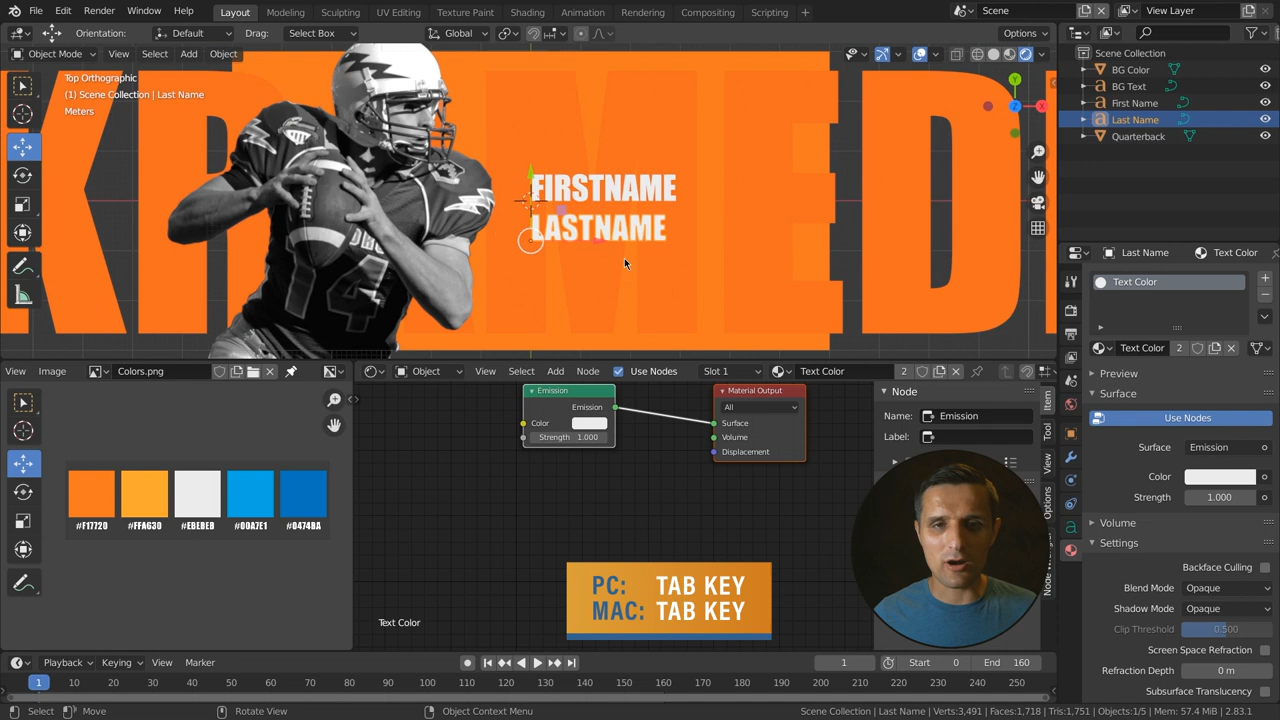 File Edit Render Window Help
Layout Modeling Sculpting UV Editing Texture Paint Shading Animation Rendering Compositing Scripting +
Scene
View Layer
Orientation: Default Drag: Select Box
Global
Options
Object Mode View Select Add Object
Top Orthographic
(1) Scene Collection | Last Name
Meters
Y
Z
X
FIRSTNAME
LASTNAME
14
Scene Collection
BG Color
BG Text
First Name
Last Name
Quarterback
Last Name Text Color
Text Color
Text Color 2
Preview
Surface
Use Nodes
Surface Emission
Color
Strength 1.000
Volume
Settings
Backface Culling
Blend Mode Opaque
Shadow Mode Opaque
Clip Threshold 0.500
Screen Space Refraction
Refraction Depth 0 m
Subsurface Translucency
View Image Colors.png
#F17720 #FFA630 #EBEBEB #00A7E1 #0474BA
Object View Select Add Node Use Nodes Slot 1 Text Color 2
Emission
Emission
Color
Strength 1.000
Material Output
All
Surface
Volume
Displacement
Node
Name: Emission
Label:
Item
Tool
View
Options
PC: TAB KEY
MAC: TAB KEY
Text Color
Playback Keying View Marker
1 Start 0 End 160
1 10 20 30 40 50 60 70 80 90 100 110 120 130 140 150 160 170 180 190 200 210 220 230 240 250
Select Move Rotate View Object Context Menu
Scene Collection | Last Name | Verts:3,491 | Faces:1,718 | Tris:1,751 | Objects:1/5 | Mem: 57.4 MiB | 2.83.1